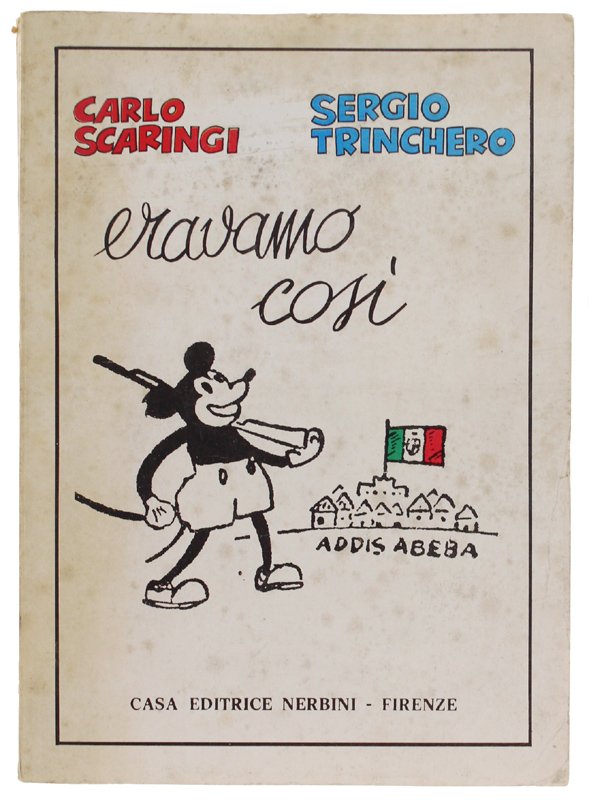 CARLO
SCARINGI
SERGIO
TRINCHERO
eravamo
così
ADDIS ABEBA
CASA EDITRICE NERBINI - FIRENZE